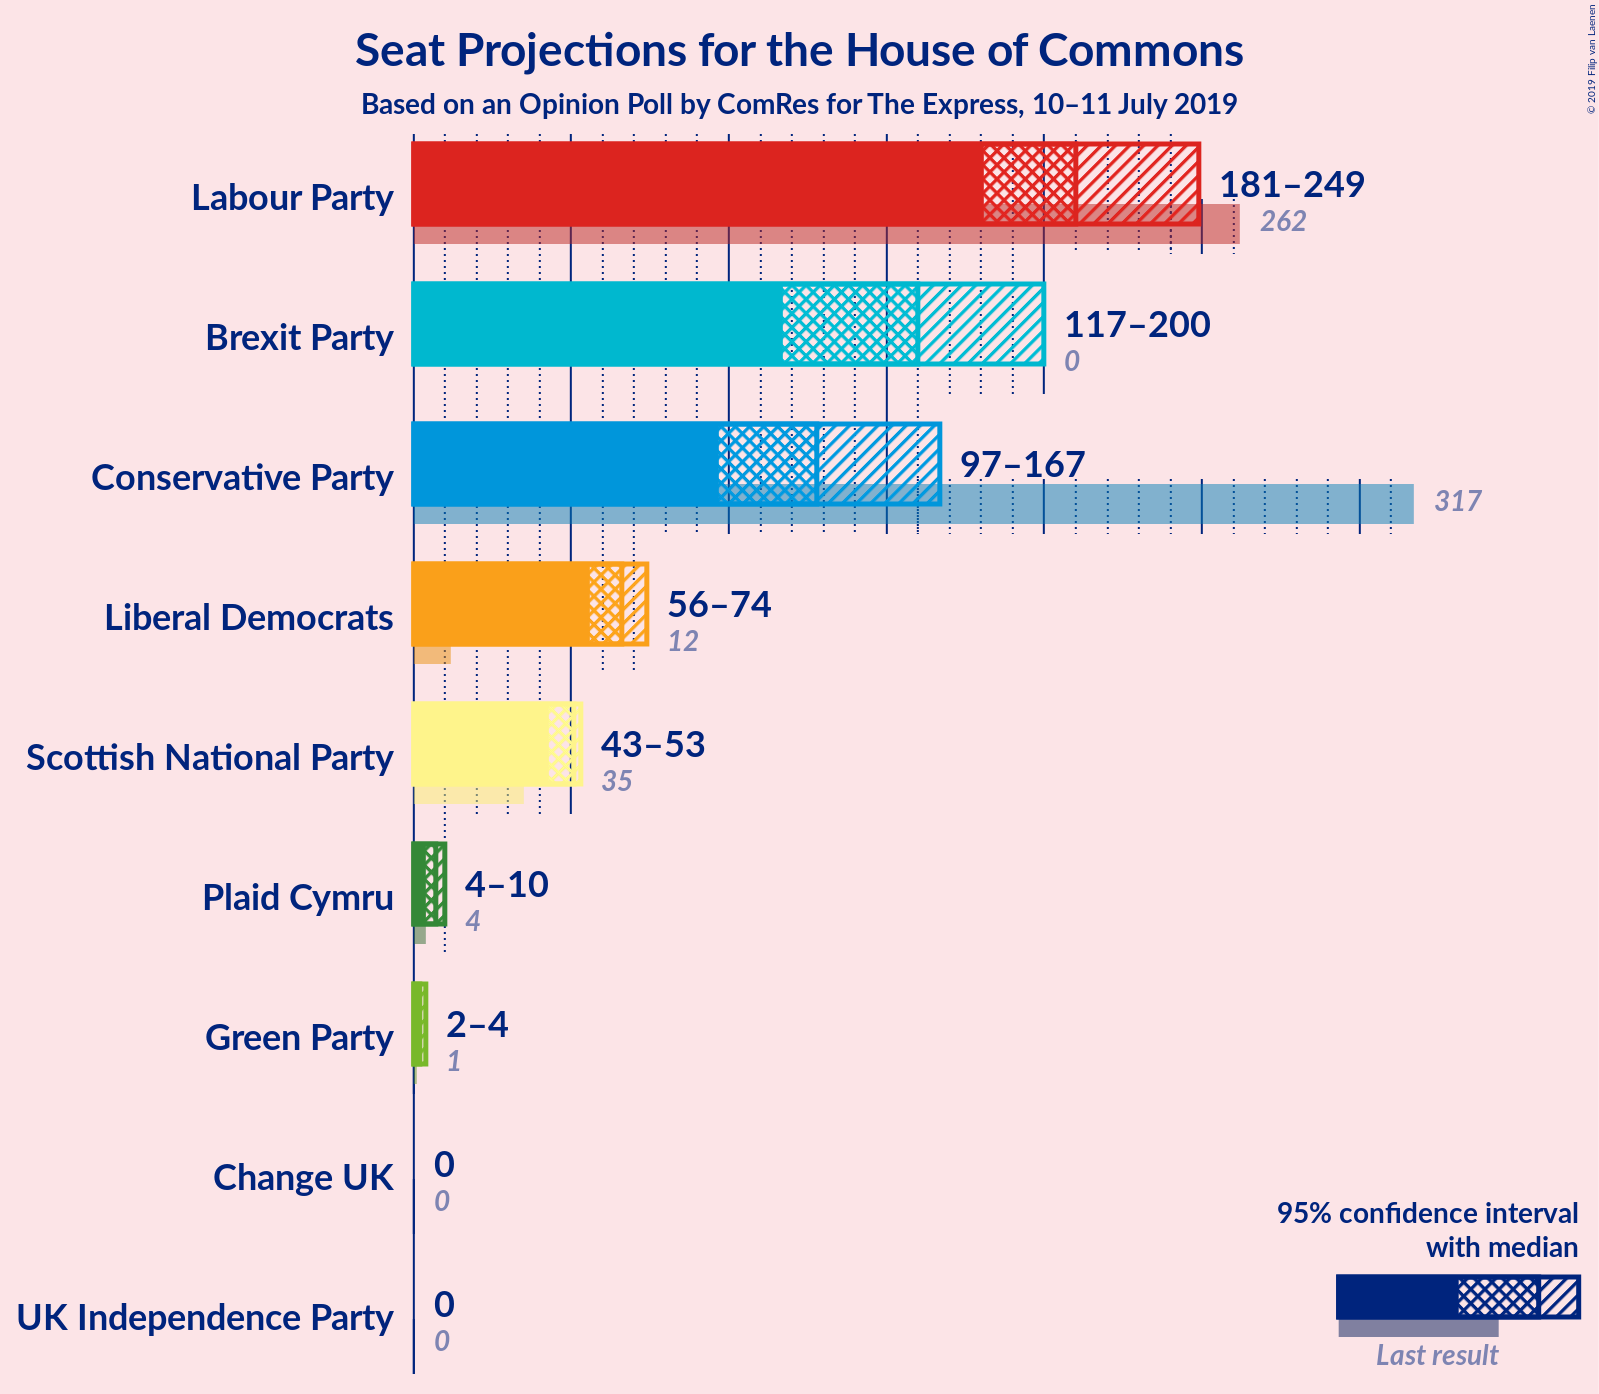 Seat Projections for the House of Commons
Based on an Opinion Poll by ComRes for The Express, 10–11 July 2019
© 2019 Filip van Laenen
Labour Party
181–249
262
Brexit Party
117–200
0
Conservative Party
97–167
317
Liberal Democrats
56–74
12
Scottish National Party
43–53
35
Plaid Cymru
4–10
4
Green Party
2–4
1
Change UK
0
0
UK Independence Party
0
0
95% confidence interval
with median
Last result